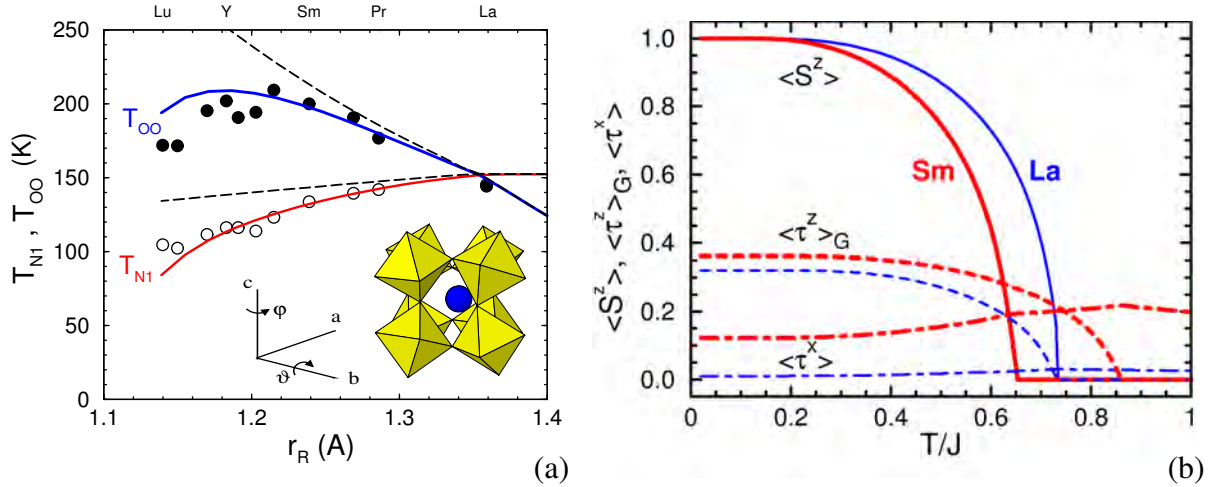 Lu Y Sm Pr La
250
200
150
100
50
0
T_N1 , T_OO (K)
T_OO
T_N1
c
φ
a
ϑ
b
1.1 1.2 1.3 1.4
r_R (A)
(a)
1.0
0.8
0.6
0.4
0.2
0.0
<S^z>, <τ^z>_G, <τ^x>
<S^z>
Sm La
<τ^z>_G
<τ^x>
0 0.2 0.4 0.6 0.8 1
T/J
(b)